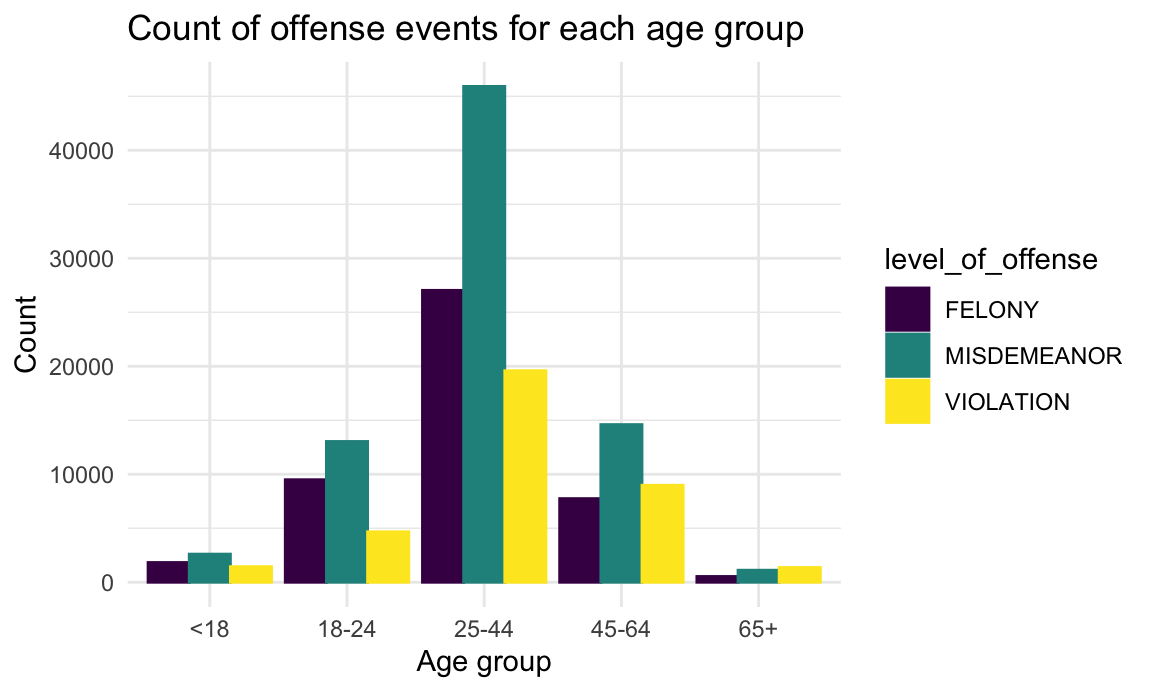 Count of offense events for each age group
Count
40000
30000
20000
10000
0
<18
18-24
25-44
45-64
65+
Age group
level_of_offense
FELONY
MISDEMEANOR
VIOLATION